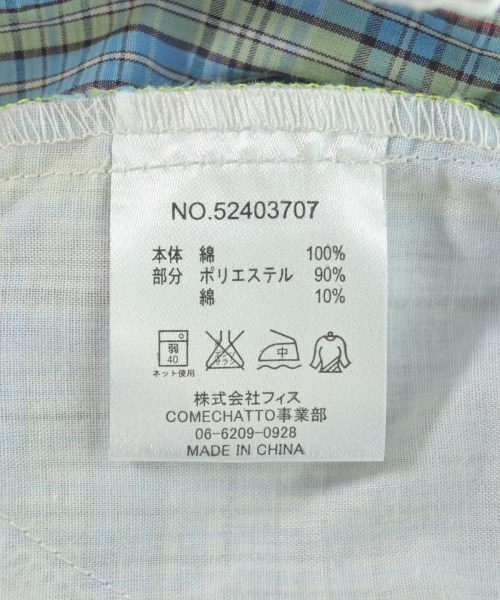 NO.52403707
本体 綿 100%
部分 ポリエステル 90%
綿 10%
弱
40
中
ネット使用
株式会社フィス
COMECHATTO事業部
06-6209-0928
MADE IN CHINA